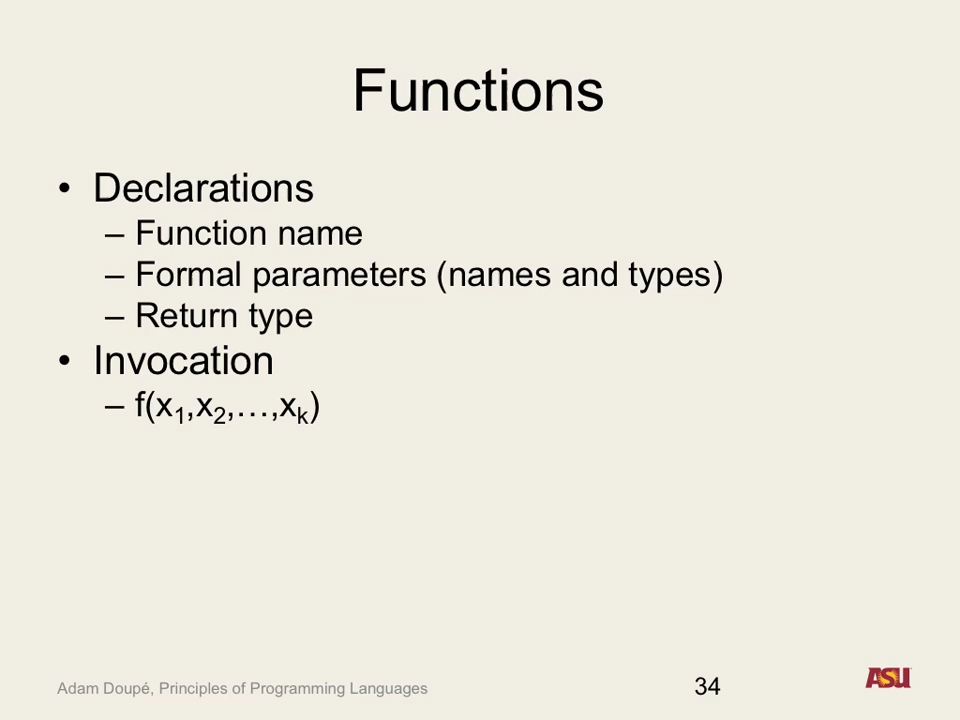 Functions
• Declarations
– Function name
– Formal parameters (names and types)
– Return type
• Invocation
– f(x₁,x₂,…,xₖ)
Adam Doupé, Principles of Programming Languages
34
ASU